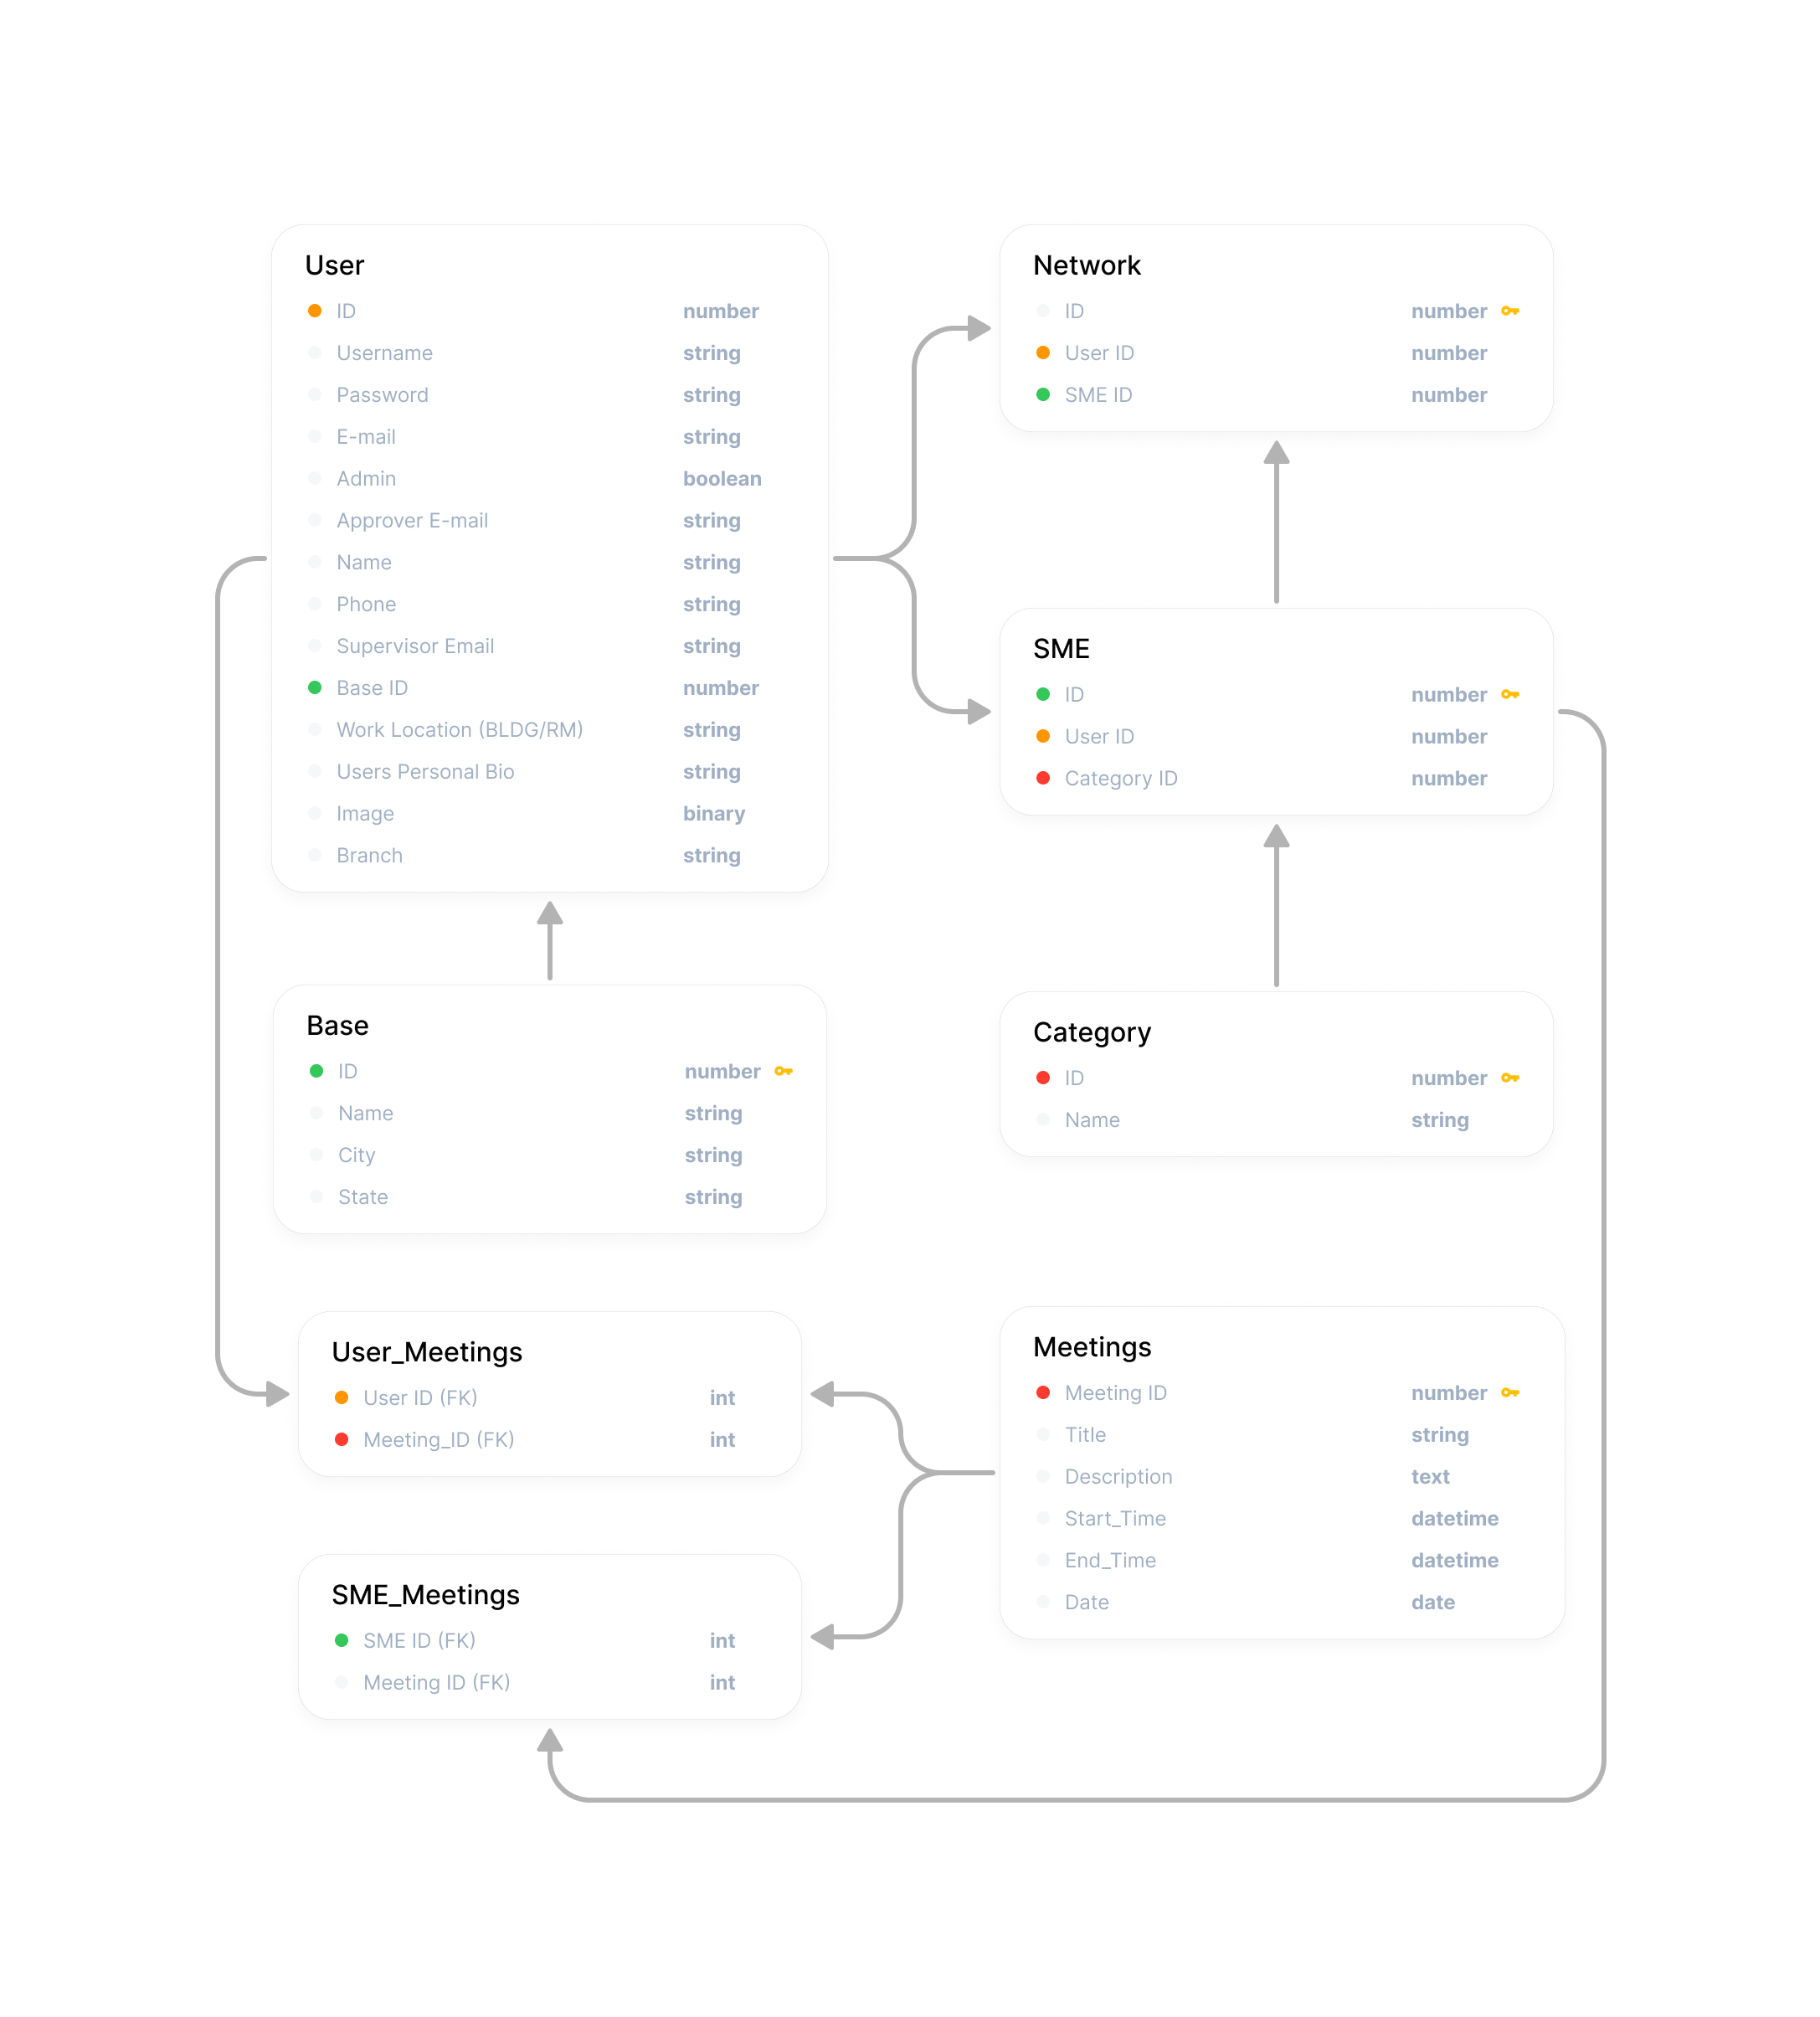 User
ID number
Username string
Password string
E-mail string
Admin boolean
Approver E-mail string
Name string
Phone string
Supervisor Email string
Base ID number
Work Location (BLDG/RM) string
Users Personal Bio string
Image binary
Branch string
Network
ID number
User ID number
SME ID number
SME
ID number
User ID number
Category ID number
Base
ID number
Name string
City string
State string
Category
ID number
Name string
User_Meetings
User ID (FK) int
Meeting_ID (FK) int
Meetings
Meeting ID number
Title string
Description text
Start_Time datetime
End_Time datetime
Date date
SME_Meetings
SME ID (FK) int
Meeting ID (FK) int